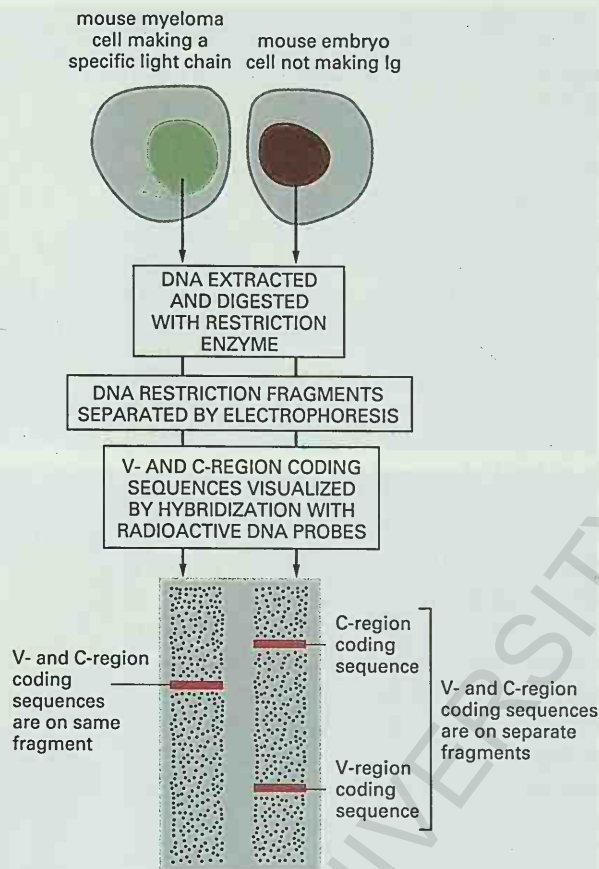 mouse myeloma
cell making a
specific light chain
mouse embryo
cell not making Ig
DNA EXTRACTED
AND DIGESTED
WITH RESTRICTION
ENZYME
DNA RESTRICTION FRAGMENTS
SEPARATED BY ELECTROPHORESIS
V- AND C-REGION CODING
SEQUENCES VISUALIZED
BY HYBRIDIZATION WITH
RADIOACTIVE DNA PROBES
V- and C-region
coding
sequences
are on same
fragment
C-region
coding
sequence
V-region
coding
sequence
V- and C-region
coding sequences
are on separate
fragments